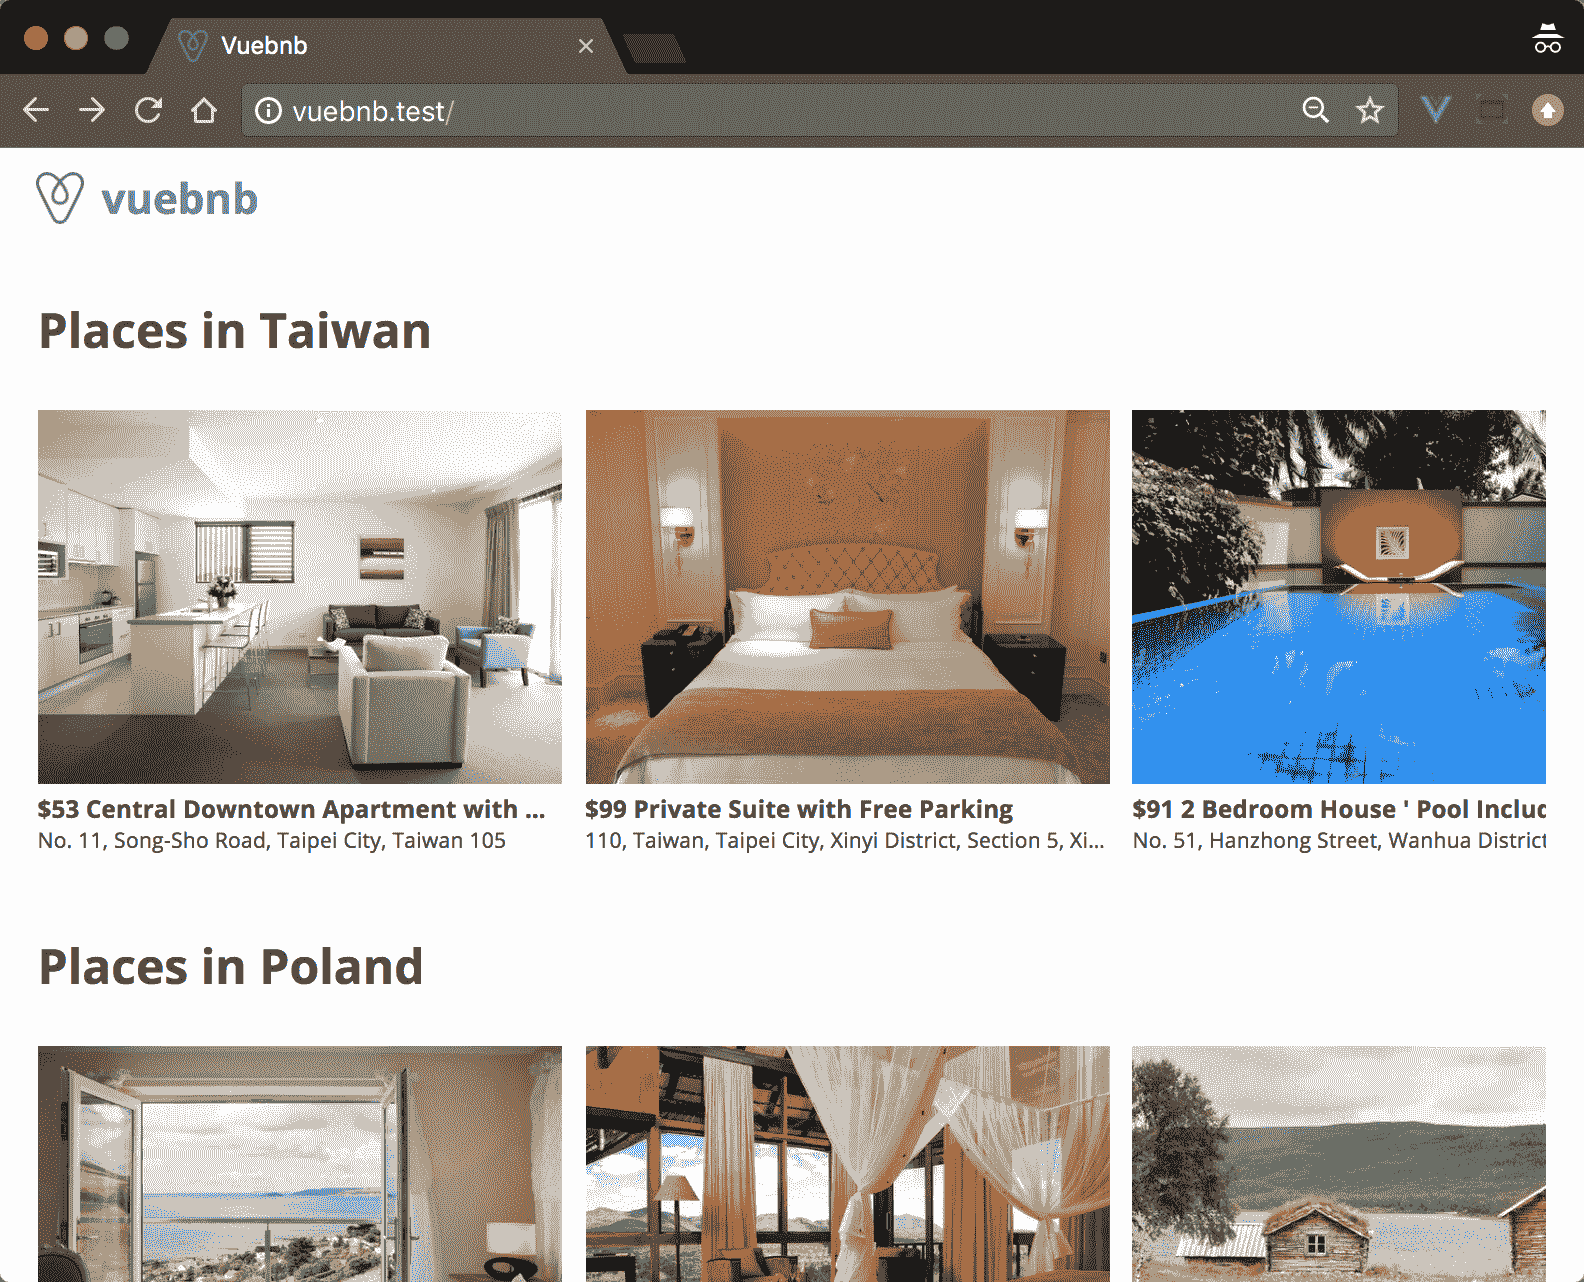 Vuebnb
vuebnb.test/
vuebnb
Places in Taiwan
$53 Central Downtown Apartment with ...
No. 11, Song-Sho Road, Taipei City, Taiwan 105
$99 Private Suite with Free Parking
110, Taiwan, Taipei City, Xinyi District, Section 5, Xi...
$91 2 Bedroom House ' Pool Includ
No. 51, Hanzhong Street, Wanhua District
Places in Poland